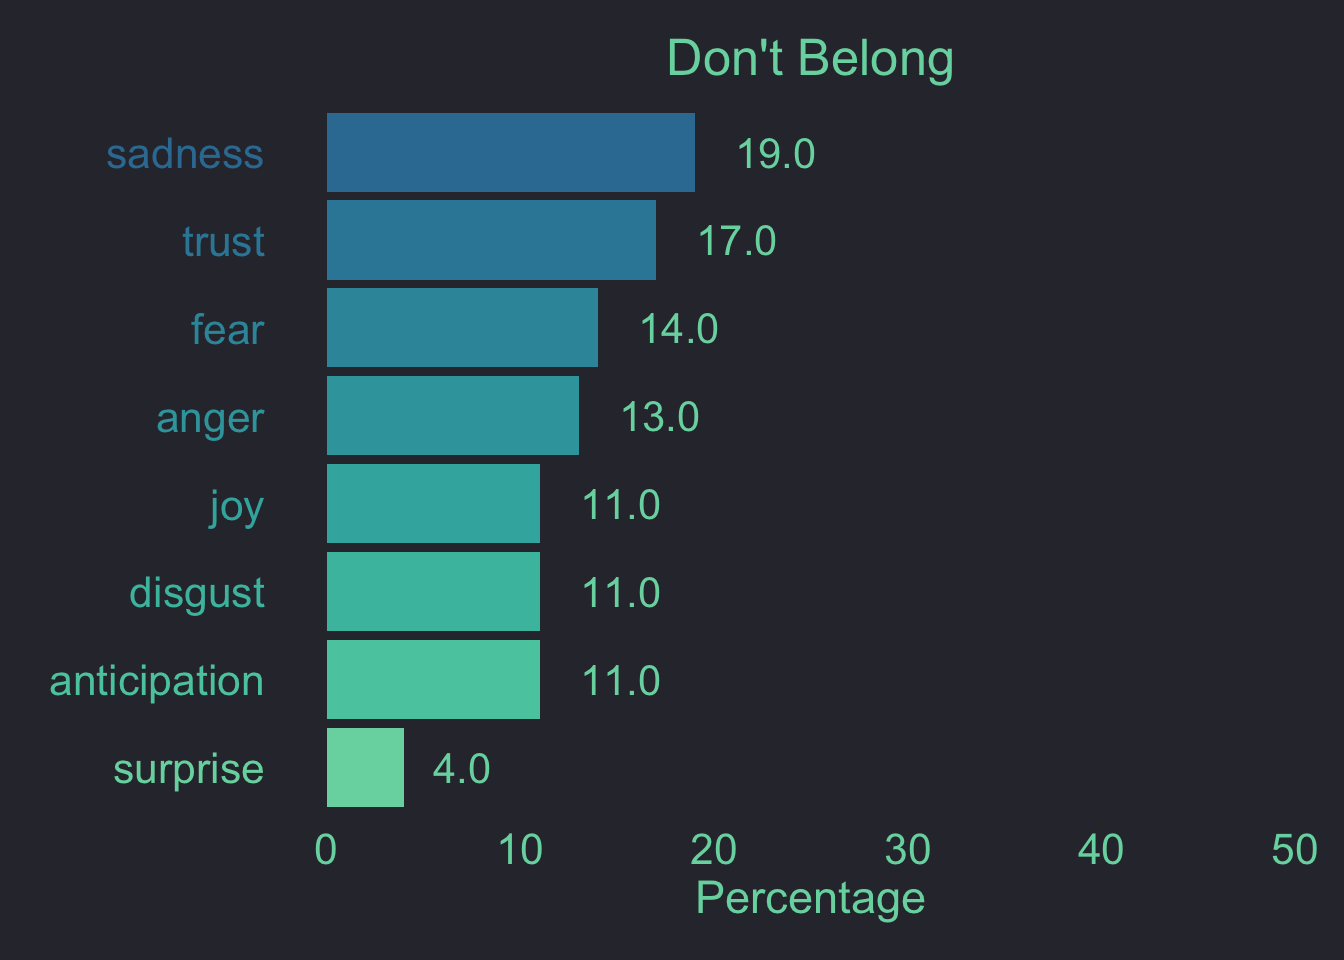 Don't Belong
sadness 19.0
trust 17.0
fear 14.0
anger 13.0
joy 11.0
disgust 11.0
anticipation 11.0
surprise 4.0
0 10 20 30 40 50
Percentage